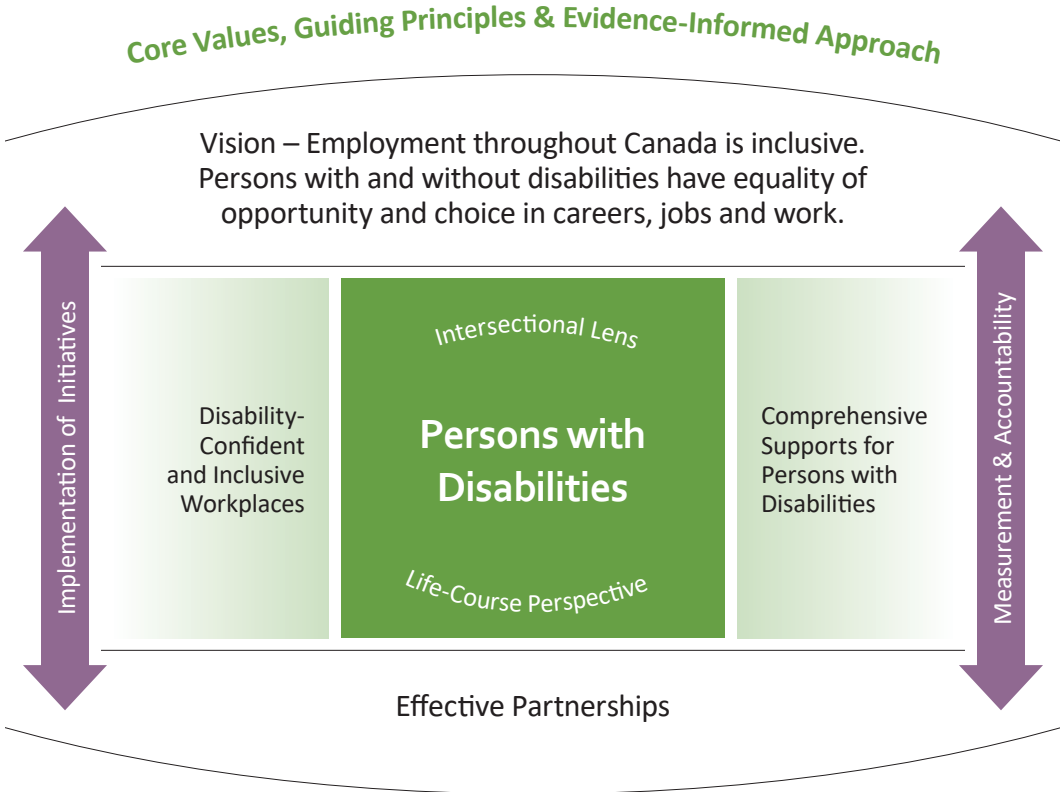 Core Values, Guiding Principles & Evidence-Informed Approach
Vision – Employment throughout Canada is inclusive.
Persons with and without disabilities have equality of
opportunity and choice in careers, jobs and work.
Implementation of Initiatives
Disability-
Confident
and Inclusive
Workplaces
Intersectional Lens
Persons with
Disabilities
Life-Course Perspective
Comprehensive
Supports for
Persons with
Disabilities
Measurement & Accountability
Effective Partnerships